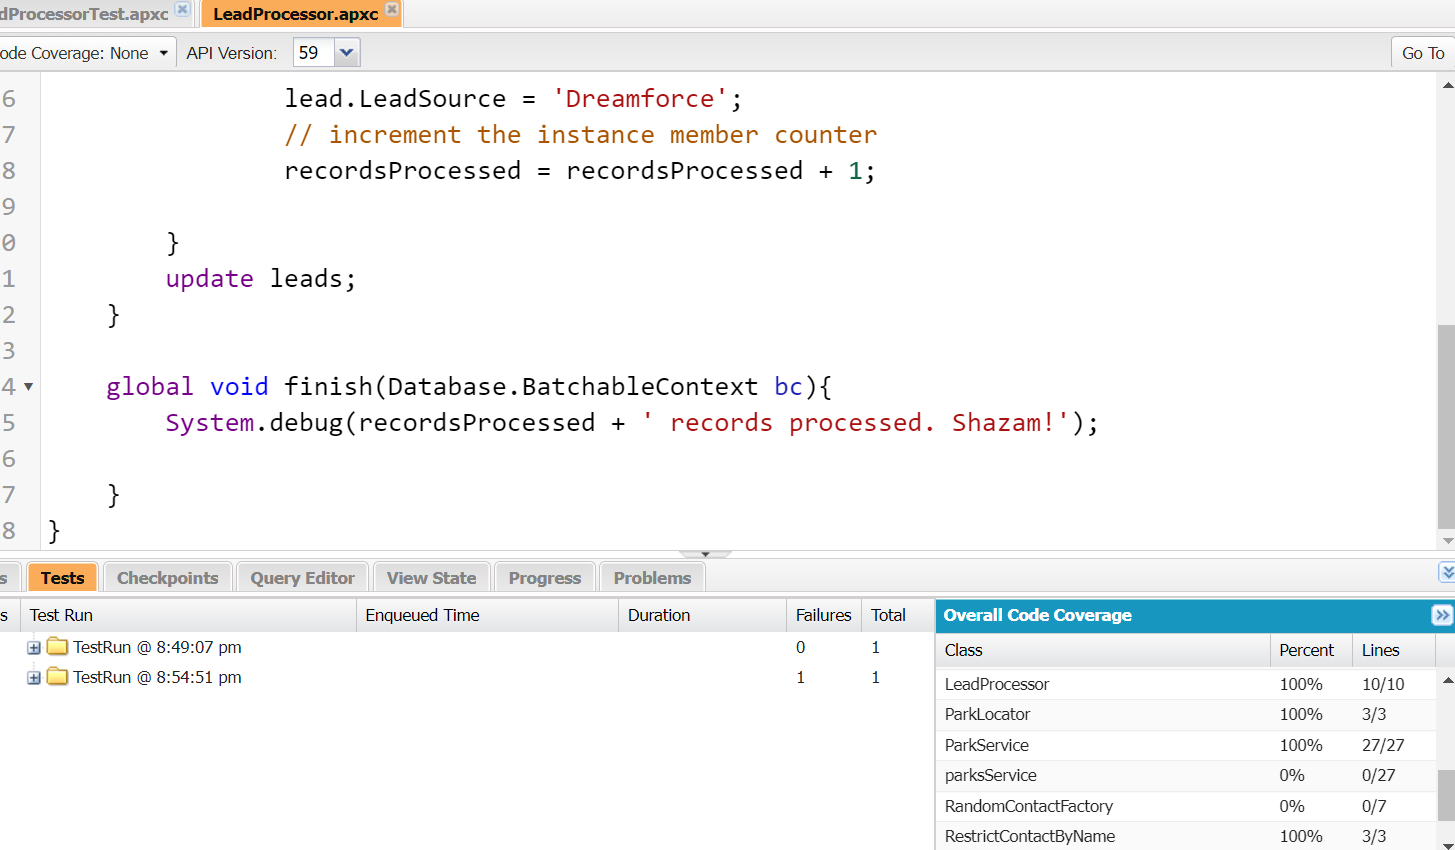 dProcessorTest.apxc LeadProcessor.apxc
ode Coverage: None API Version: 59 Go To
6 lead.LeadSource = 'Dreamforce';
7 // increment the instance member counter
8 recordsProcessed = recordsProcessed + 1;
9
0 }
1 update leads;
2 }
3
4 global void finish(Database.BatchableContext bc){
5 System.debug(recordsProcessed + ' records processed. Shazam!');
6
7 }
8 }
s Tests Checkpoints Query Editor View State Progress Problems
s Test Run Enqueued Time Duration Failures Total
TestRun @ 8:49:07 pm 0 1
TestRun @ 8:54:51 pm 1 1
Overall Code Coverage
Class Percent Lines
LeadProcessor 100% 10/10
ParkLocator 100% 3/3
ParkService 100% 27/27
parksService 0% 0/27
RandomContactFactory 0% 0/7
RestrictContactByName 100% 3/3